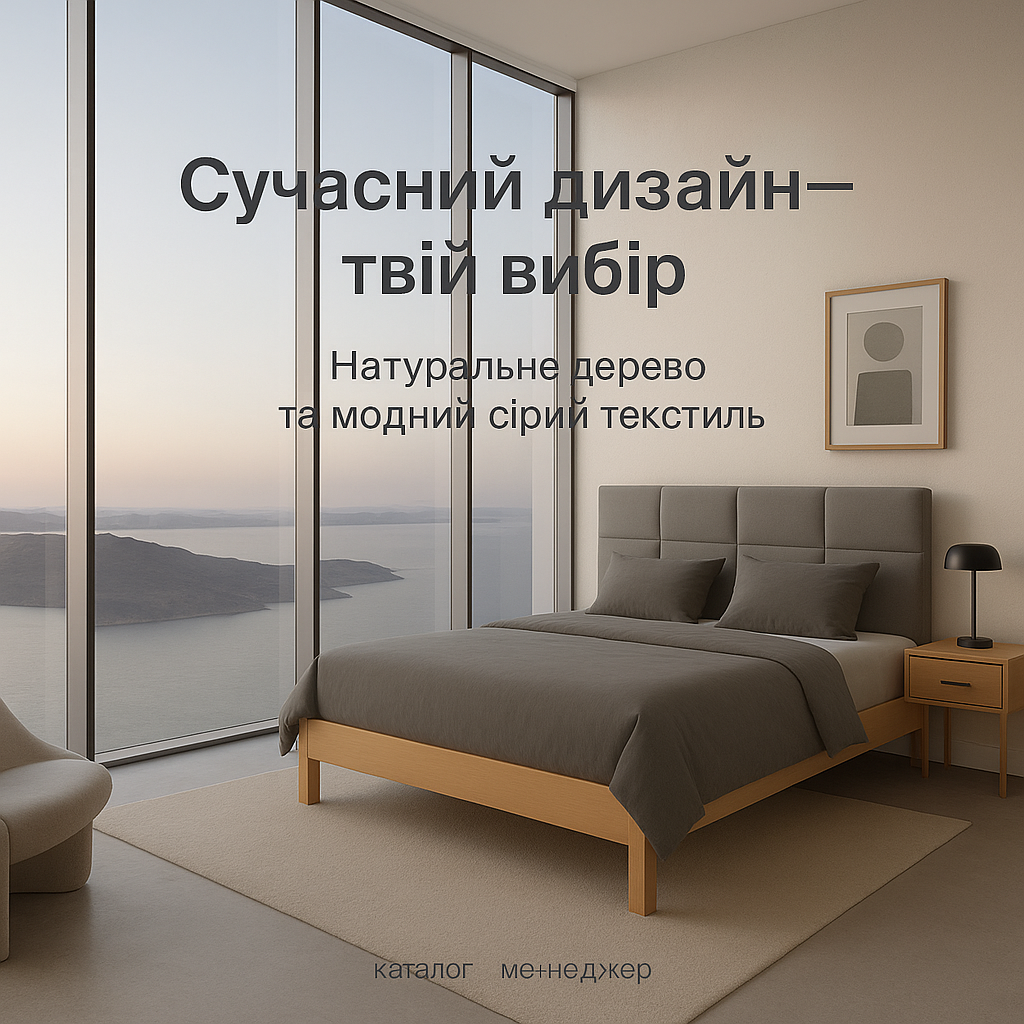 Сучасний дизайн—
твій вибір
Натуральне дерево
та модний сірий текстиль
каталог ме+неджер